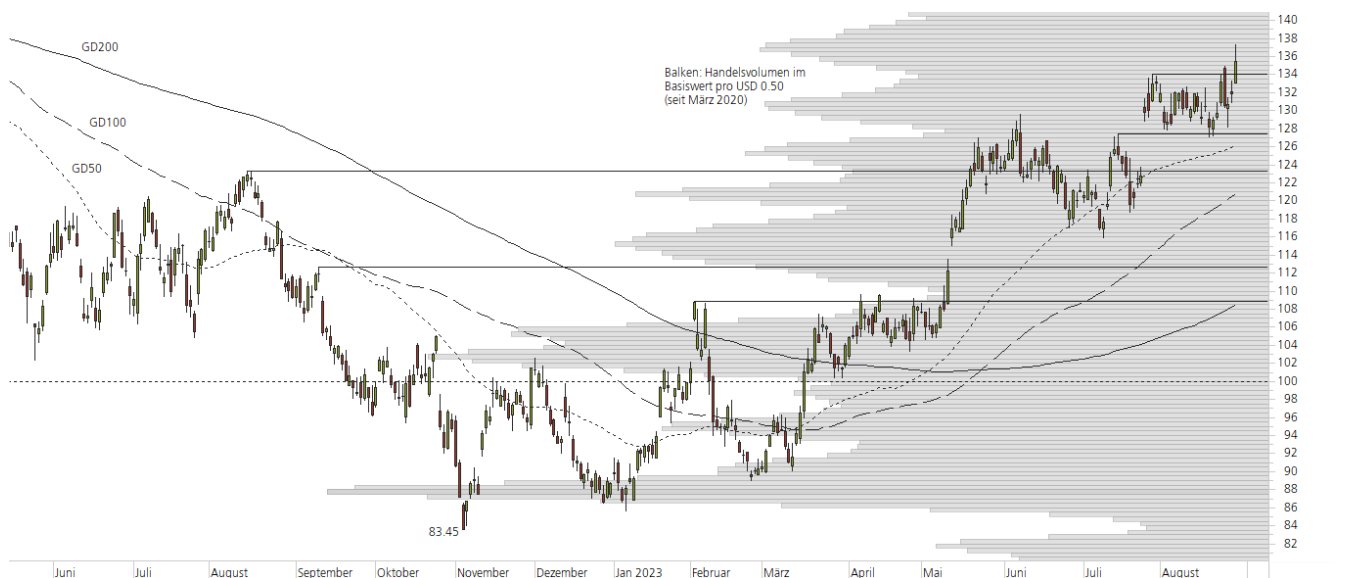 GD200
GD100
GD50
Balken: Handelsvolumen im
Basiswert pro USD 0.50
(seit März 2020)
83.45
140
138
136
134
132
130
128
126
124
122
120
118
116
114
112
110
108
106
104
102
100
98
96
94
92
90
88
86
84
82
Juni
Juli
August
September
Oktober
November
Dezember
Jan 2023
Februar
März
April
Mai
Juni
Juli
August